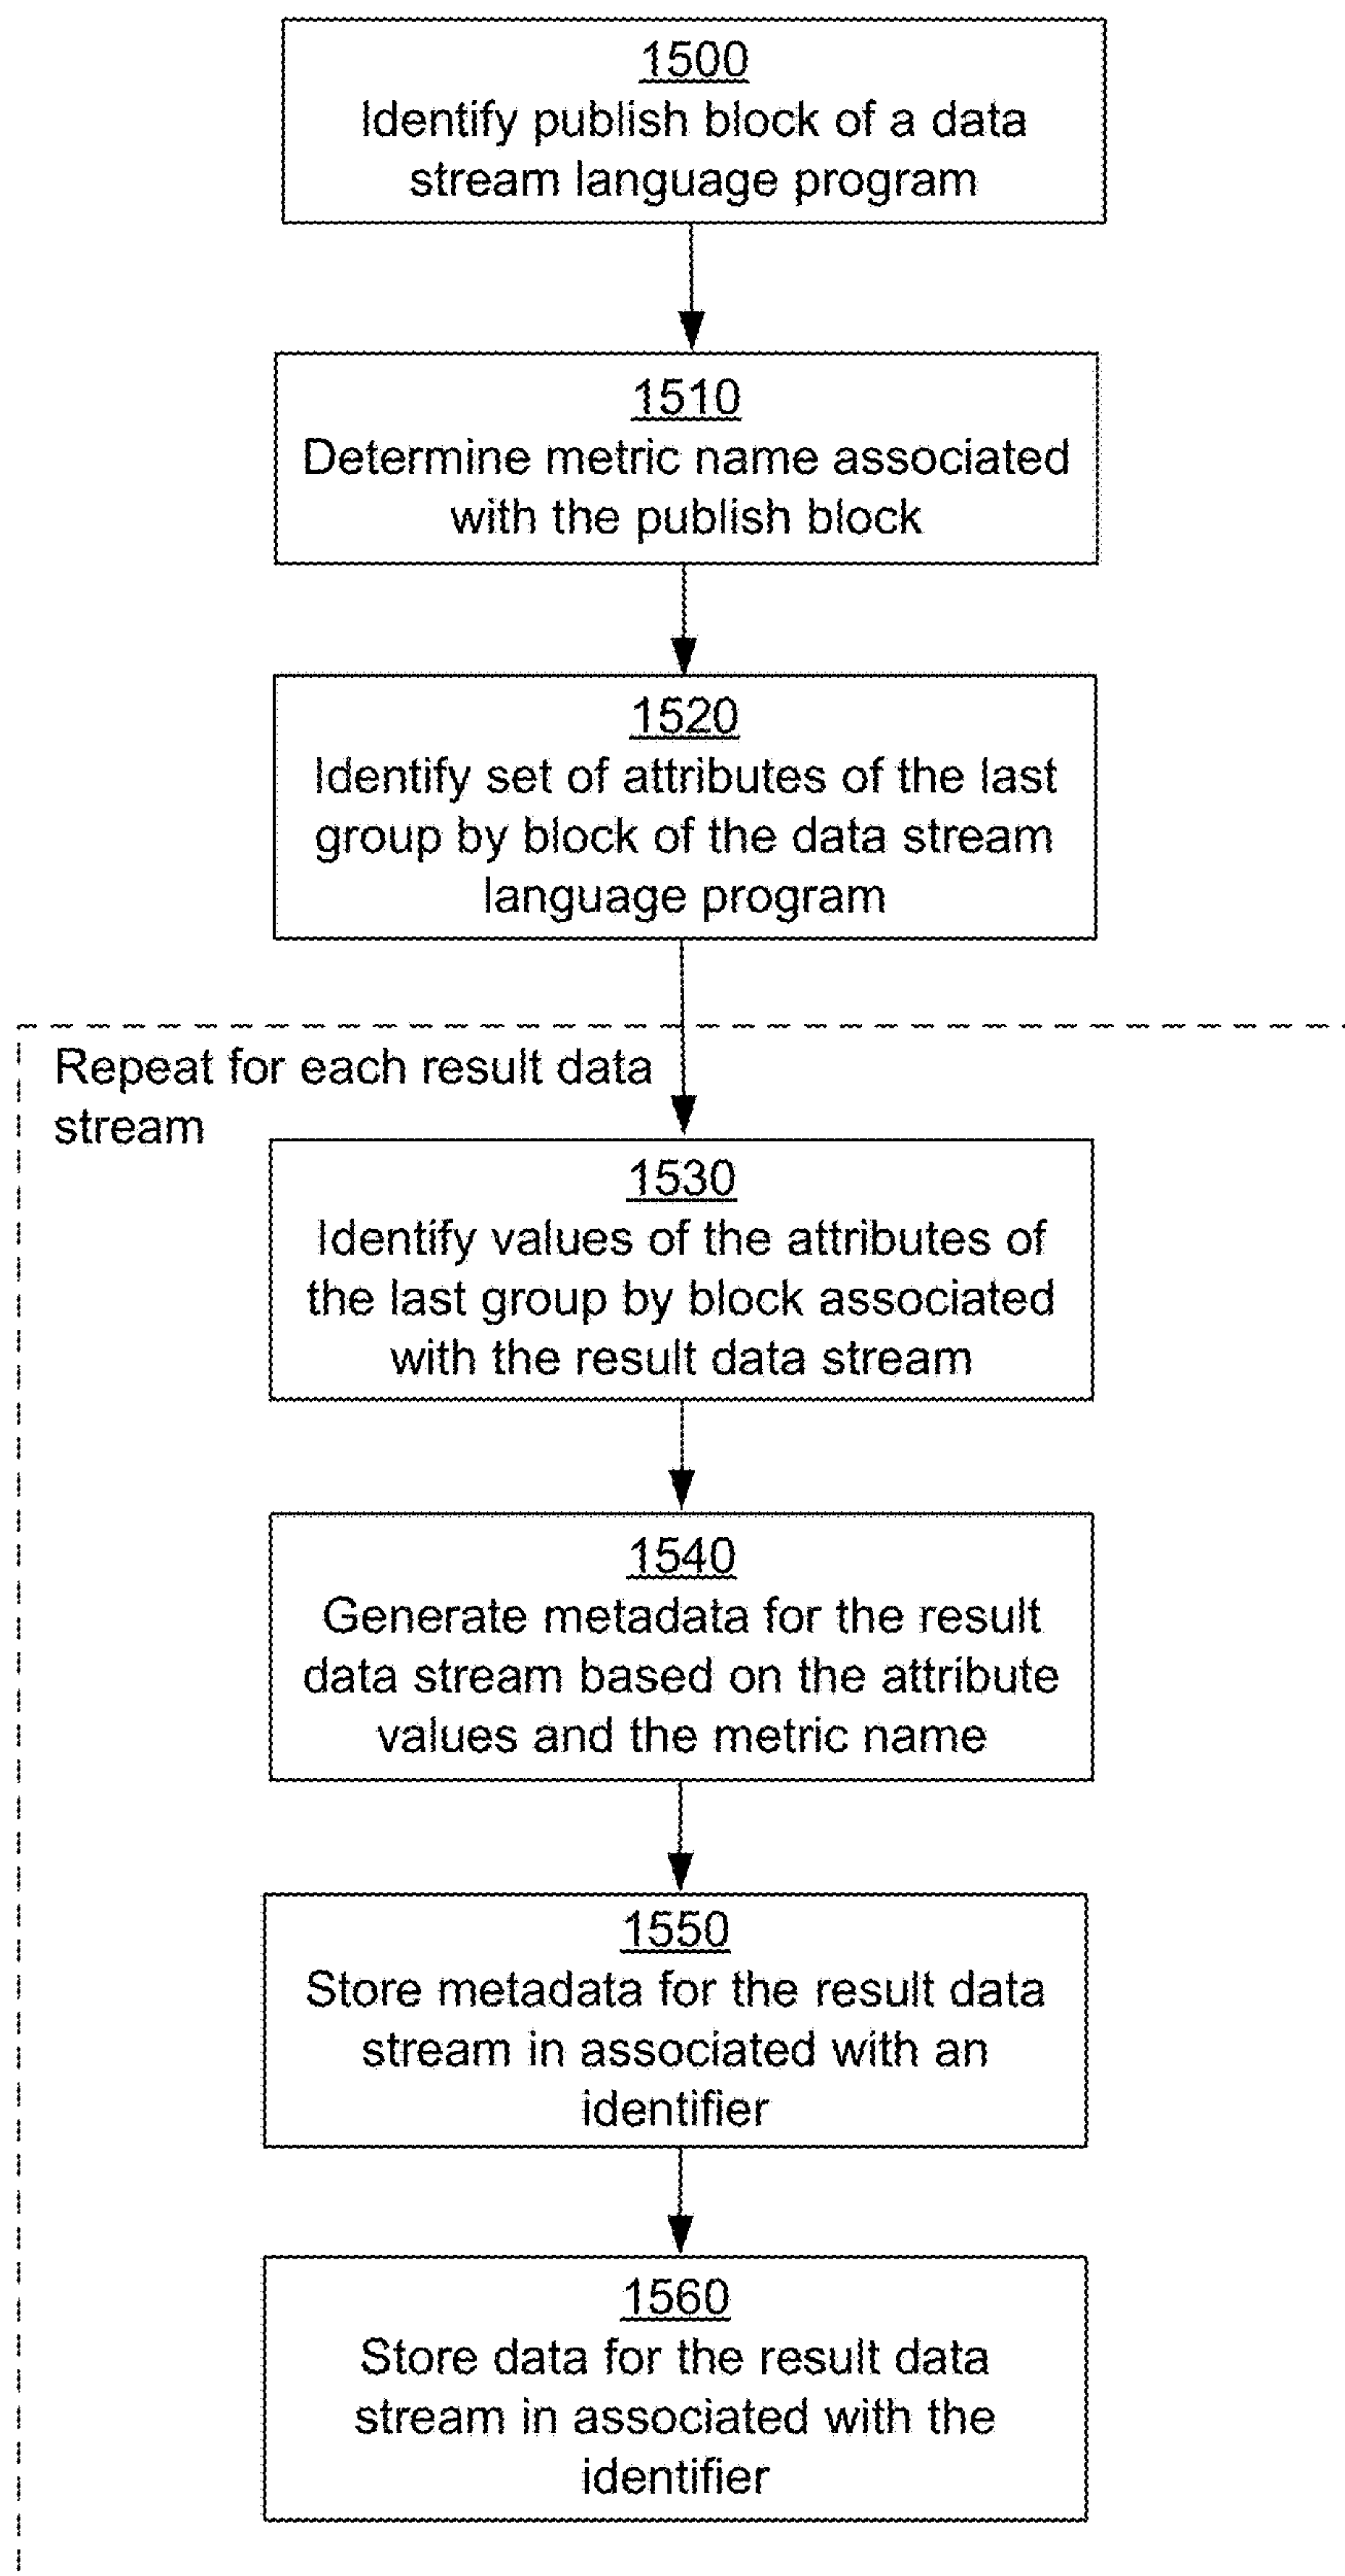 1500
Identify publish block of a data
stream language program
1510
Determine metric name associated
with the publish block
1520
Identify set of attributes of the last
group by block of the data stream
language program
Repeat for each result data
stream
1530
Identify values of the attributes of
the last group by block associated
with the result data stream
1540
Generate metadata for the result
data stream based on the attribute
values and the metric name
1550
Store metadata for the result data
stream in associated with an
identifier
1560
Store data for the result data
stream in associated with the
identifier